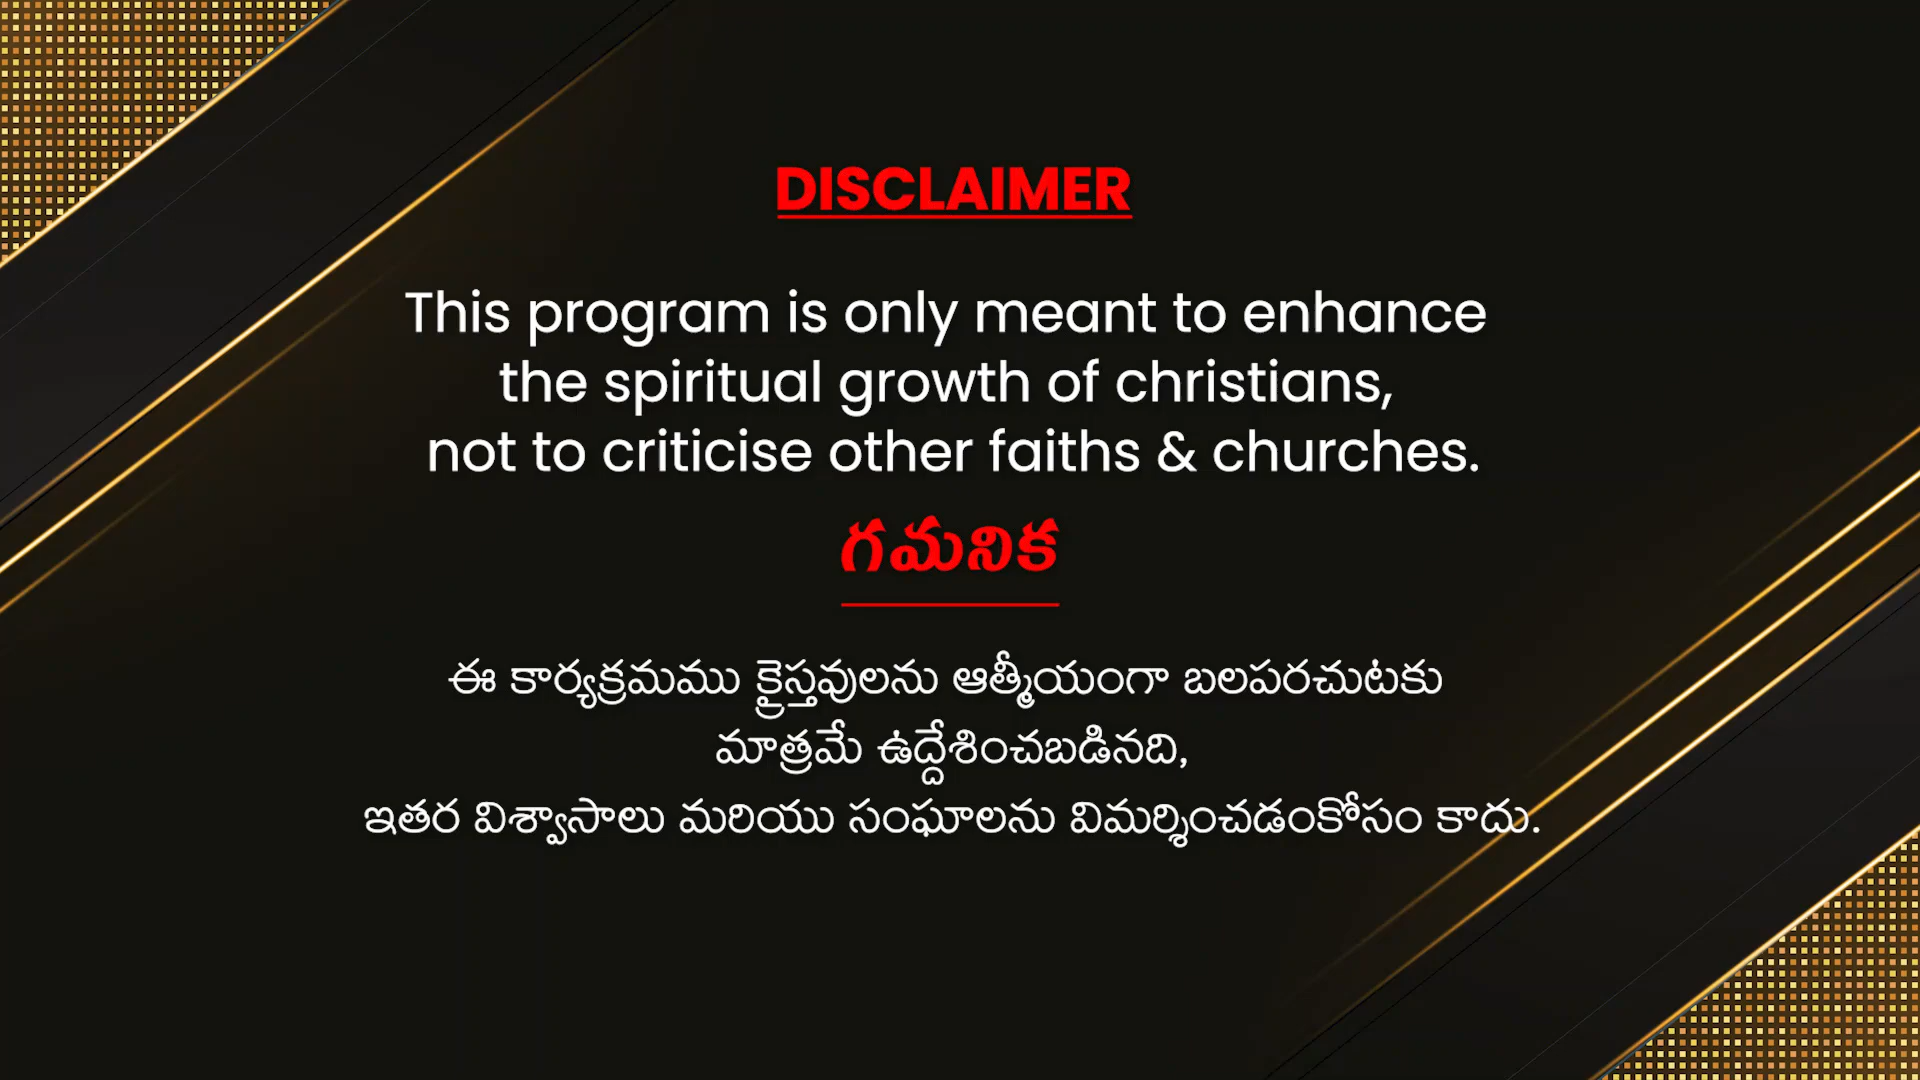 DISCLAIMER
This program is only meant to enhance
the spiritual growth of christians,
not to criticise other faiths & churches.
గమనిక
ఈ కార్యక్రమము క్రైస్తవులను ఆత్మీయంగా బలపరచుటకు
మాత్రమే ఉద్దేశించబడినది,
ఇతర విశ్వాసాలు మరియు సంఘాలను విమర్శించడంకోసం కాదు.